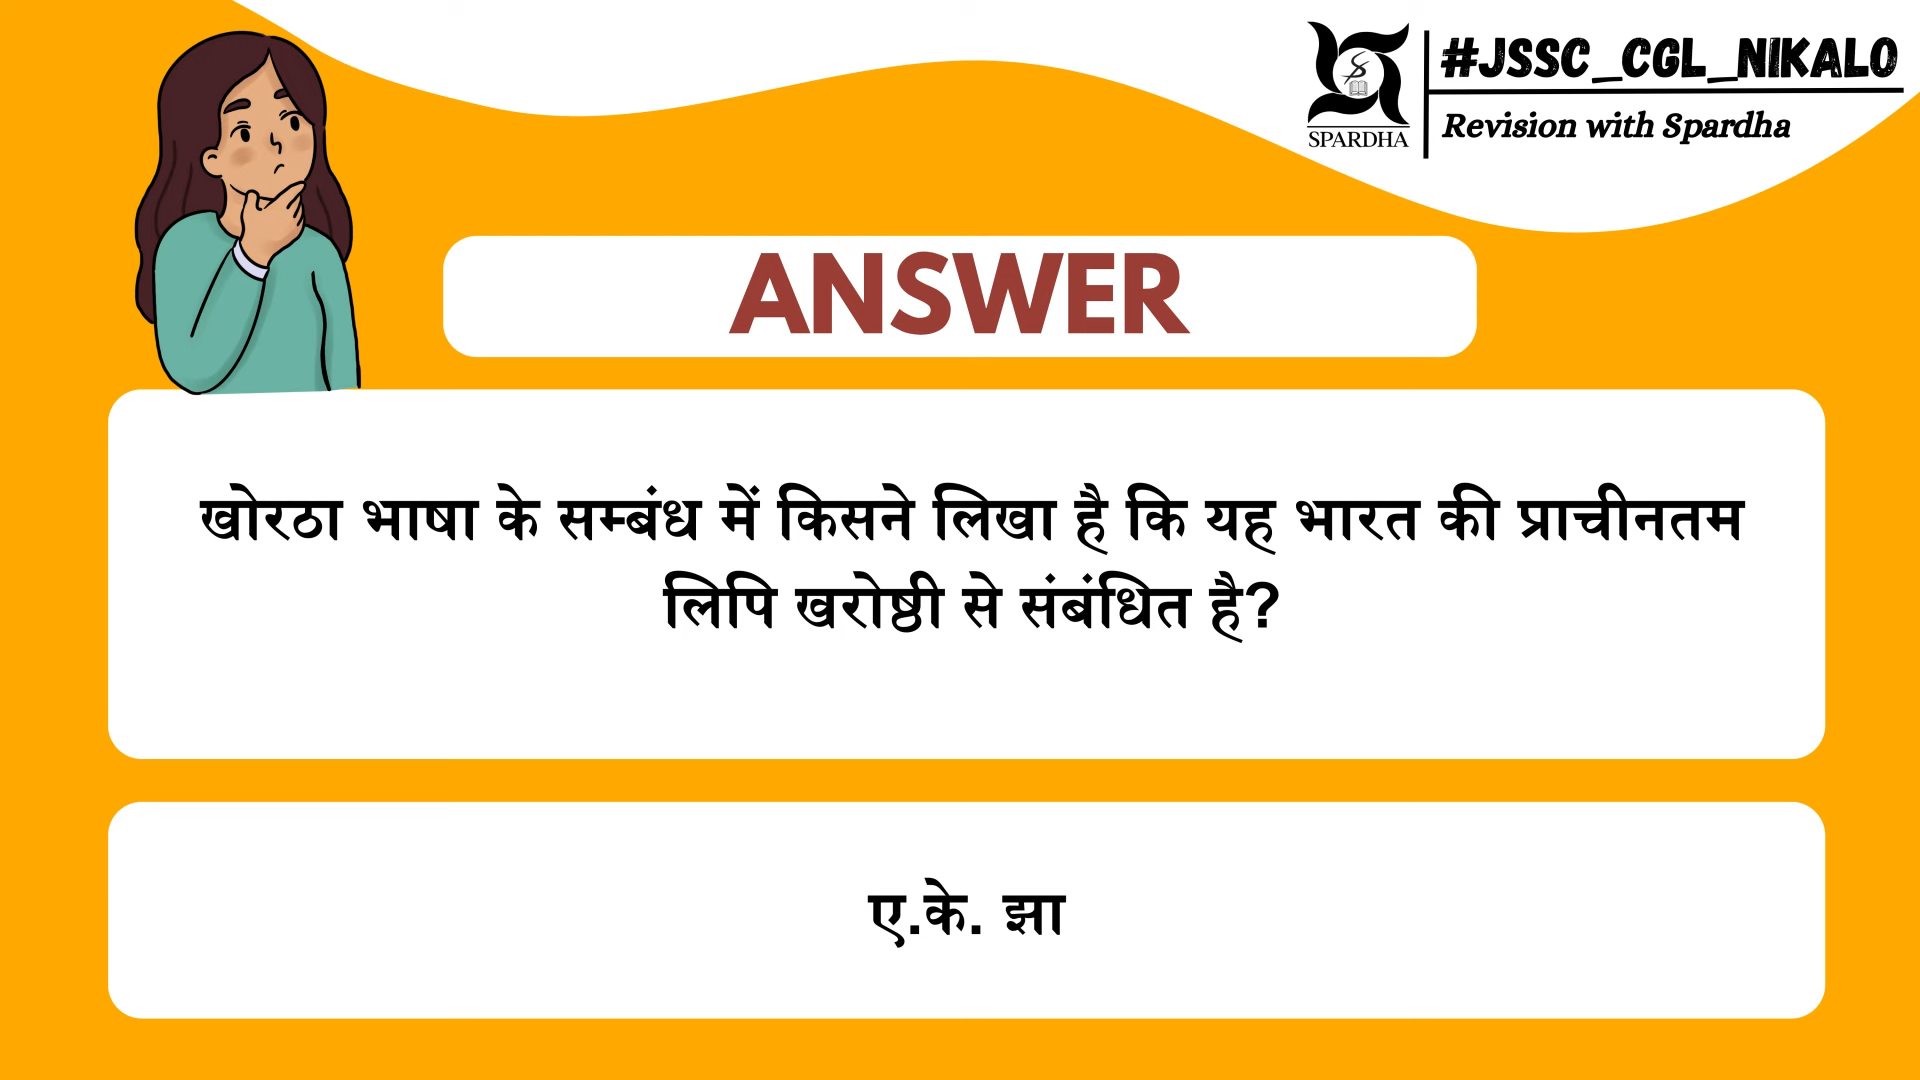 #JSSC_CGL_NIKALO
SPARDHA
Revision with Spardha
ANSWER
खोरठा भाषा के सम्बंध में किसने लिखा है कि यह भारत की प्राचीनतम
लिपि खरोष्ठी से संबंधित है?
ए.के. झा